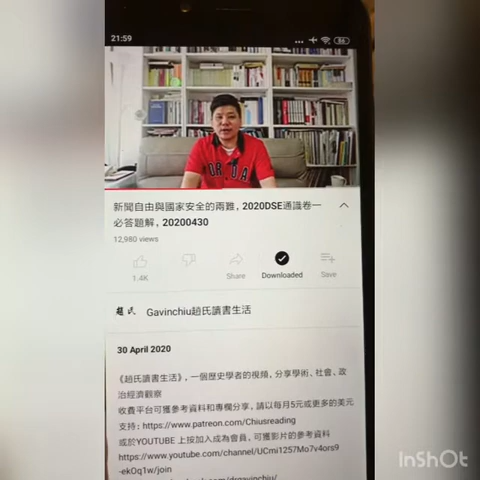 21:59
86
DR.DA
新聞自由與國家安全的兩難，2020DSE通識卷一
必答題解，20200430
12,980 views
1.4K
Share
Downloaded
Save
趙氏 Gavinchiu趙氏讀書生活
30 April 2020
《趙氏讀書生活》，一個歷史學者的視頻，分享學術、社會、政
治經濟觀察
收費平台可獲參考資料和專欄分享，請以每月5元或更多的美元
支持: https://www.patreon.com/Chiusreading
或於YOUTUBE 上按加入成為會員，可獲影片的參考資料
https://www.youtube.com/channel/UCmi1257Mo7v4ors9
-ekOq1w/join
InShOt